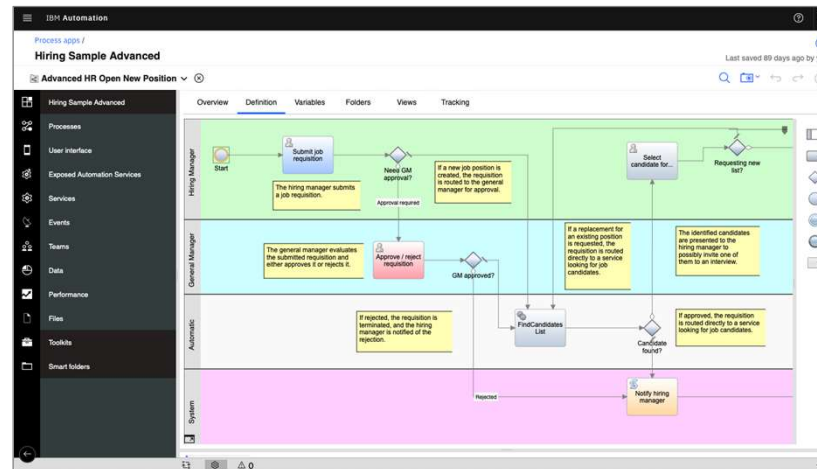 IBM Automation
Process apps /
Hiring Sample Advanced
Last saved 89 days ago by
Advanced HR Open New Position
Hiring Sample Advanced
Processes
User interface
Exposed Automation Services
Services
Events
Teams
Data
Performance
Files
Toolkits
Smart folders
Overview Definition Variables Folders Views Tracking
Hiring Manager
Start
Submit job
requisition
The hiring manager submits
a job requisition.
Need GM
approval?
Approval required
If a new job position is
created, the requisition
is routed to the general
manager for approval.
Select
candidate for...
Requesting new
list?
General Manager
The general manager evaluates
the submitted requisition and
either approves it or rejects it.
Approve / reject
requisition
GM approved?
If a replacement for
an existing position
is requested, the
requisition is routed
directly to a service
looking for job
candidates.
The identified candidates
are presented to the
hiring manager to
possibly invite one of
them to an interview.
Automatic
If rejected, the requisition is
terminated, and the hiring
manager is notified of the
rejection.
FindCandidates
List
Candidate
found?
If approved, the requisition
is routed directly to a service
looking for job candidates.
System
Rejected
Notify hiring
manager
0